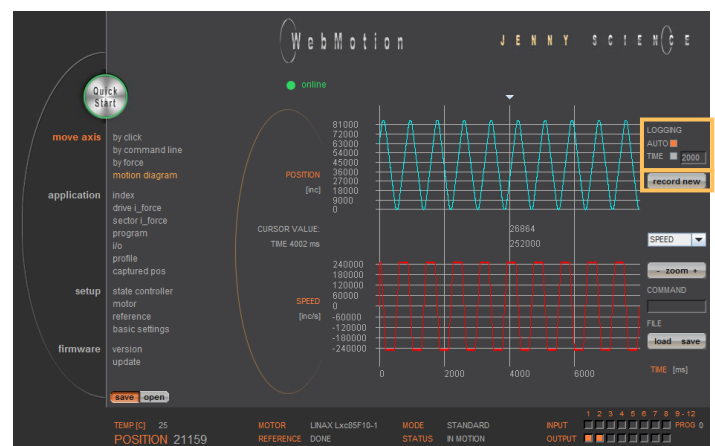 WebMotion
JENNY SCIENCE
Quick
Start
online
move axis
by click
by command line
by force
motion diagram
application
index
drive i_force
sector i_force
program
i/o
profile
captured pos
setup
state controller
motor
reference
basic settings
firmware
version
update
save open
81000
72000
63000
54000
45000
36000
27000
18000
9000
0
POSITION
[inc]
CURSOR VALUE:
26864
TIME 4002 ms
252000
240000
180000
120000
60000
0
-60000
-120000
-180000
-240000
SPEED
[inc/s]
0 2000 4000 6000
TIME [ms]
LOGGING
AUTO
TIME 2000
record new
SPEED
- zoom +
COMMAND
FILE
load save
1 2 3 4 5 6 7 8 9-12
TEMP [C] 25 MOTOR LINAX Lxc85F10-1 MODE STANDARD INPUT PROG 0
POSITION 21159 REFERENCE DONE STATUS IN MOTION OUTPUT